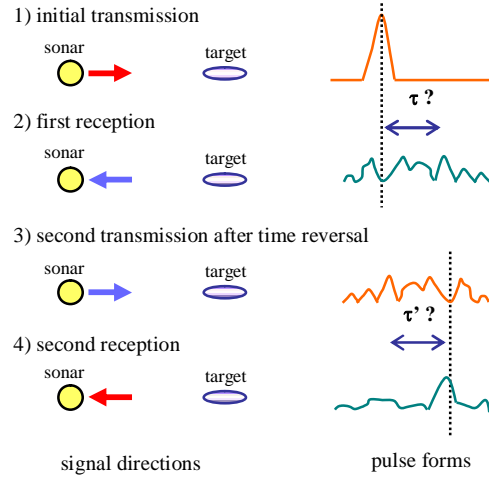 1) initial transmission
sonar
target
τ ?
2) first reception
sonar
target
3) second transmission after time reversal
sonar
target
τ’ ?
4) second reception
sonar
target
signal directions
pulse forms